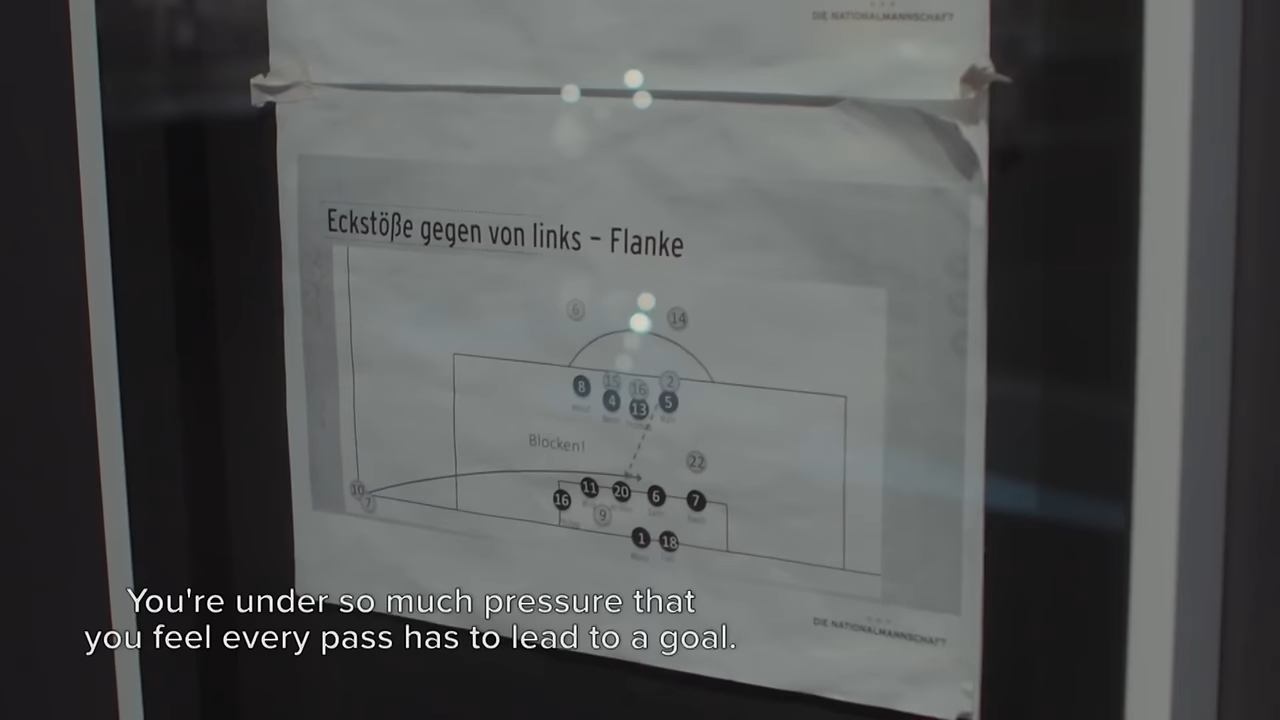 DIE NATIONALMANNSCHAFT
Eckstöße gegen von links – Flanke
6 14
8 15 16 2
4 13 5
Blocken!
22
10 7
16 11 20 6 7
9
1 18
You're under so much pressure that
you feel every pass has to lead to a goal.
DIE NATIONALMANNSCHAFT